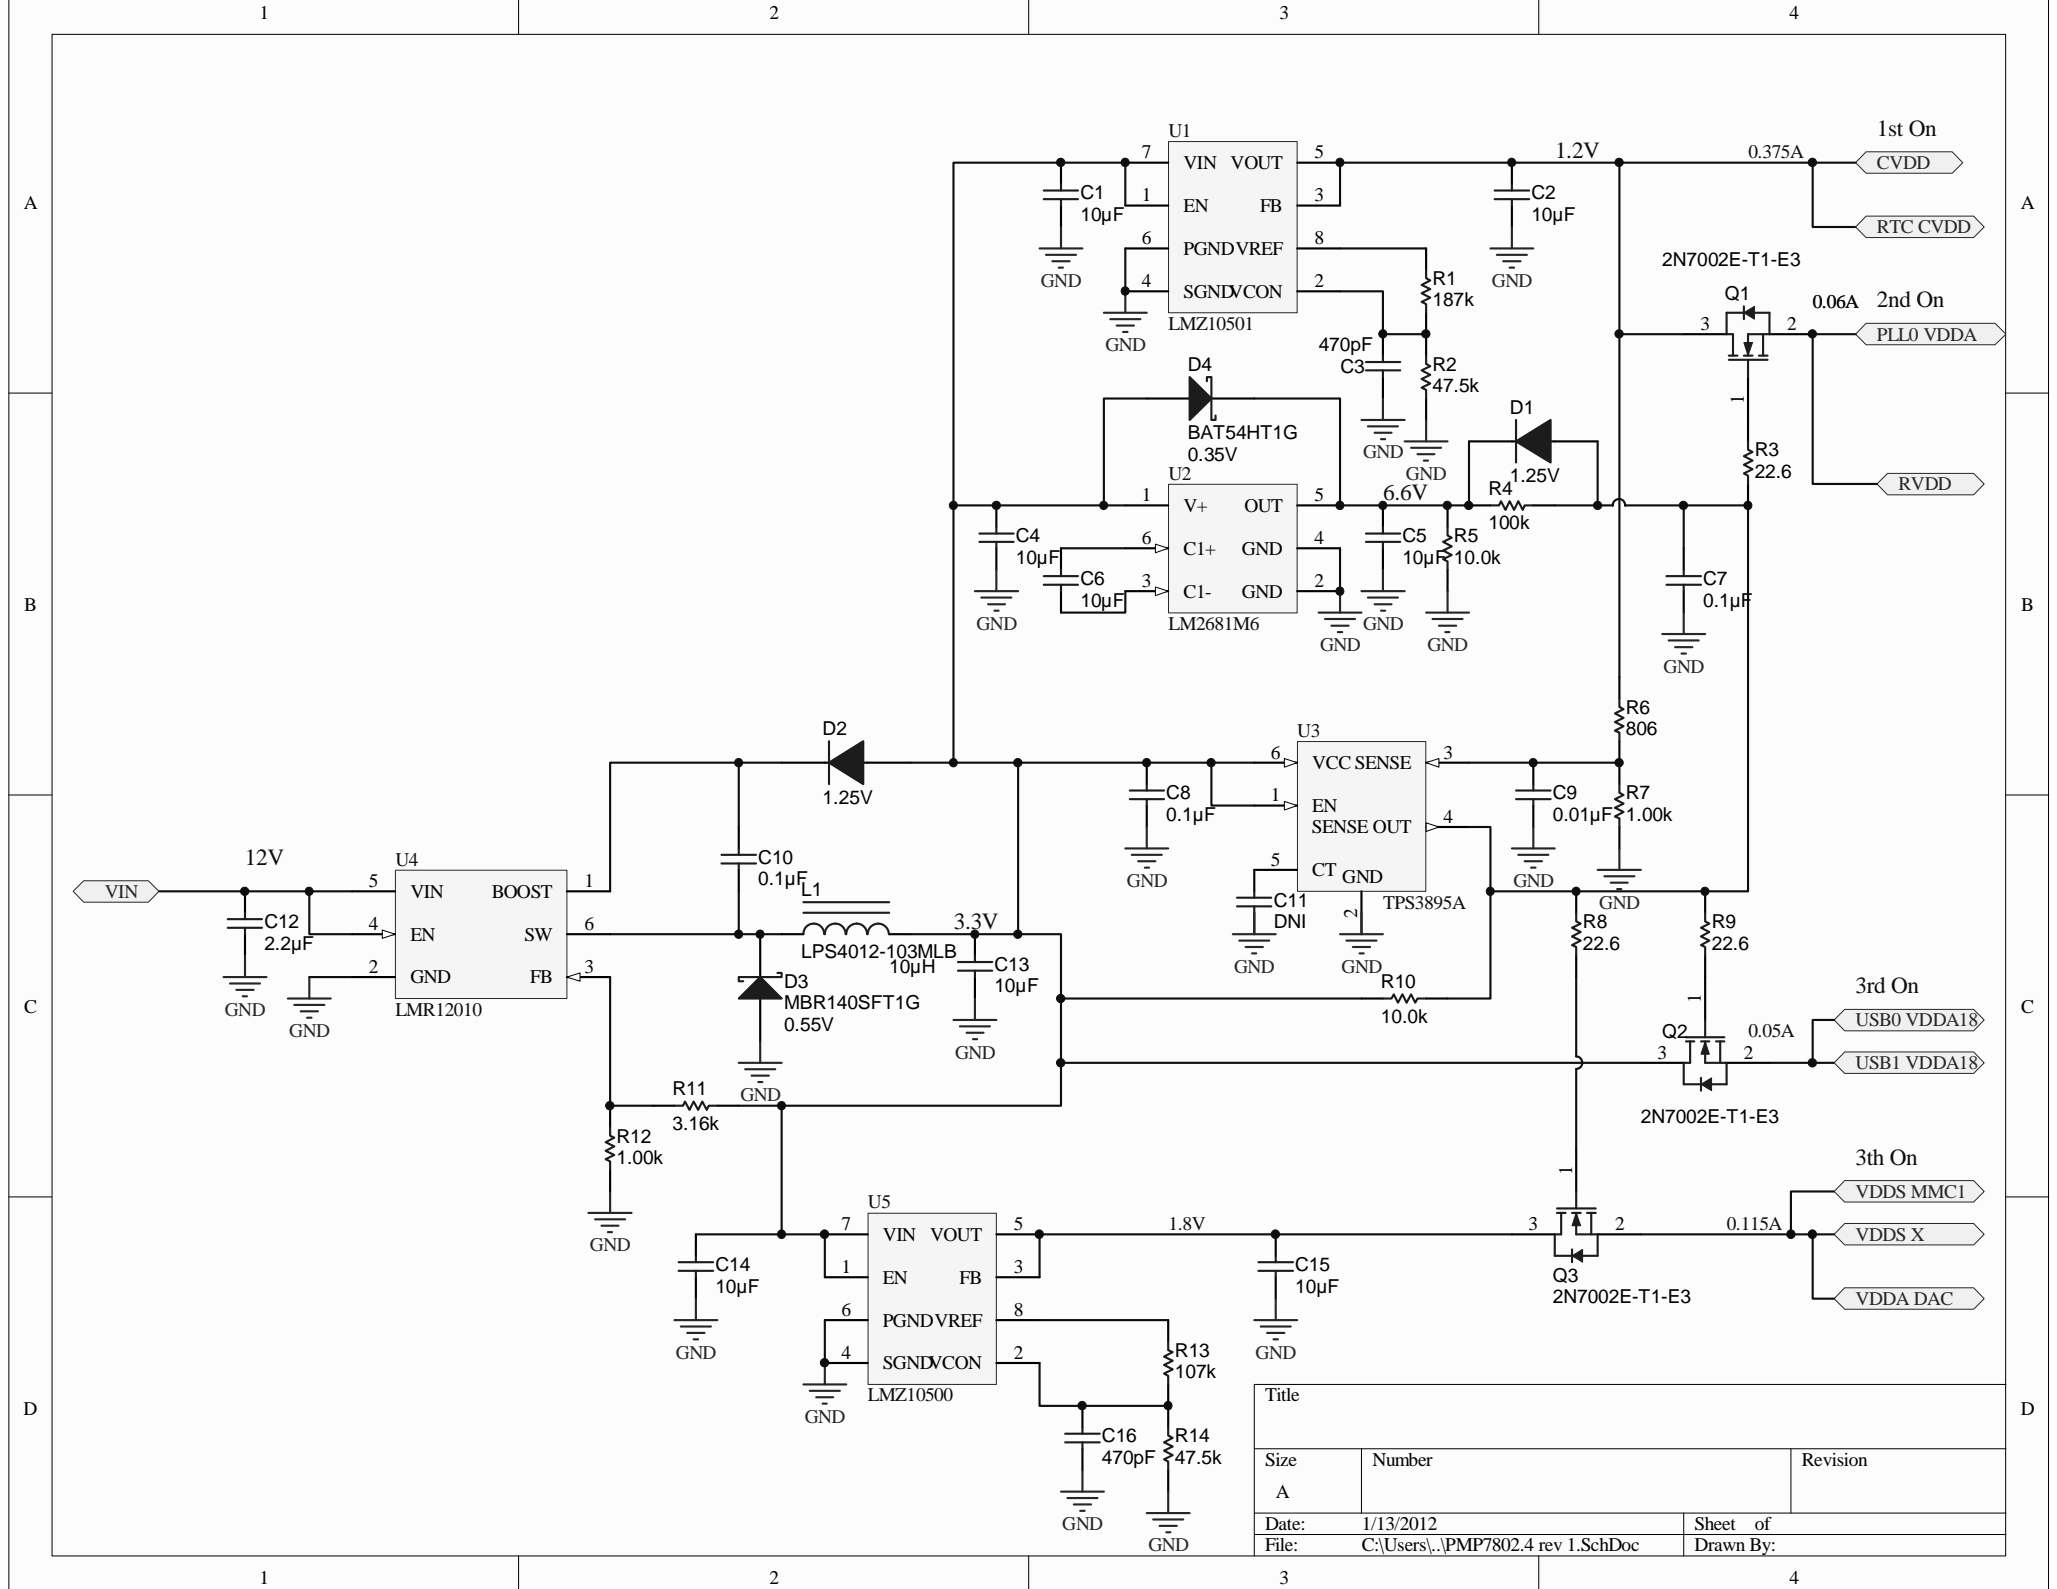 1 2 3 4
A
A
B
B
C
C
D
D
1 2 3 4
U1
7 VIN VOUT 5
1 EN FB 3
6 PGND VREF 8
4 SGND VCON 2
LMZ10501
C1
10µF
GND
GND
1.2V
C2
10µF
GND
0.375A
1st On
CVDD
RTC CVDD
2N7002E-T1-E3
Q1
3
2
1
0.06A
2nd On
PLL0 VDDA
RVDD
R1
187k
470pF
C3
R2
47.5k
GND
GND
D4
BAT54HT1G
0.35V
U2
1 V+ OUT 5
6 C1+ GND 4
3 C1- GND 2
LM2681M6
C4
10µF
GND
C6
10µF
GND
6.6V
C5
10µF
GND
R5
10.0k
GND
D1
1.25V
R4
100k
R3
22.6
C7
0.1µF
GND
R6
806
D2
1.25V
U3
6 VCC SENSE 3
1 EN
SENSE OUT 4
5 CT GND
2
TPS3895A
C8
0.1µF
GND
C11
DNI
GND
GND
C9
0.01µF
GND
R7
1.00k
GND
12V
VIN
C12
2.2µF
GND
U4
5 VIN BOOST 1
4 EN SW 6
2 GND FB 3
LMR12010
GND
C10
0.1µF
L1
LPS4012-103MLB
10µH
3.3V
D3
MBR140SFT1G
0.55V
GND
C13
10µF
GND
R10
10.0k
R8
22.6
R9
22.6
1
Q2
3
2
0.05A
3rd On
USB0 VDDA18
USB1 VDDA18
2N7002E-T1-E3
R11
3.16k
R12
1.00k
GND
U5
7 VIN VOUT 5
1 EN FB 3
6 PGND VREF 8
4 SGND VCON 2
LMZ10500
C14
10µF
GND
GND
1.8V
C15
10µF
GND
1
3
2
Q3
2N7002E-T1-E3
0.115A
3th On
VDDS MMC1
VDDS X
VDDA DAC
R13
107k
C16
470pF
R14
47.5k
GND
GND
Title
Size
A
Number
Revision
Date: 1/13/2012
Sheet of
File: C:\Users\..\PMP7802.4 rev 1.SchDoc
Drawn By: